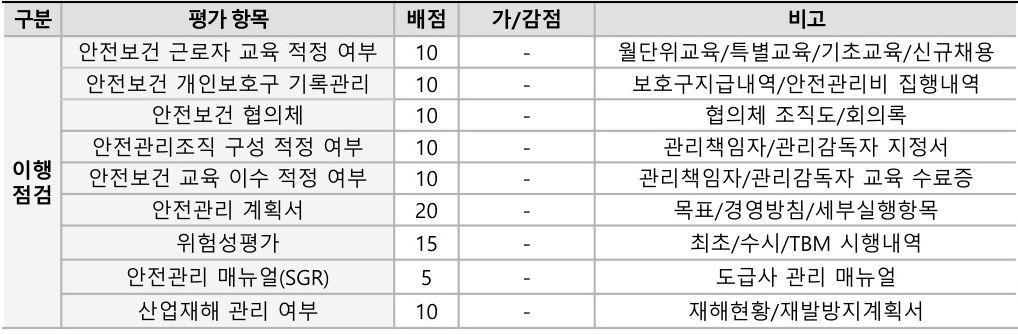 구분 평가 항목 배점 가/감점 비고
안전보건 근로자 교육 적정 여부 10 - 월단위교육/특별교육/기초교육/신규채용
안전보건 개인보호구 기록관리 10 - 보호구지급내역/안전관리비 집행내역
안전보건 협의체 10 - 협의체 조직도/회의록
안전관리조직 구성 적정 여부 10 - 관리책임자/관리감독자 지정서
이행
점검
안전보건 교육 이수 적정 여부 10 - 관리책임자/관리감독자 교육 수료증
안전관리 계획서 20 - 목표/경영방침/세부실행항목
위험성평가 15 - 최초/수시/TBM 시행내역
안전관리 매뉴얼(SGR) 5 - 도급사 관리 매뉴얼
산업재해 관리 여부 10 - 재해현황/재발방지계획서